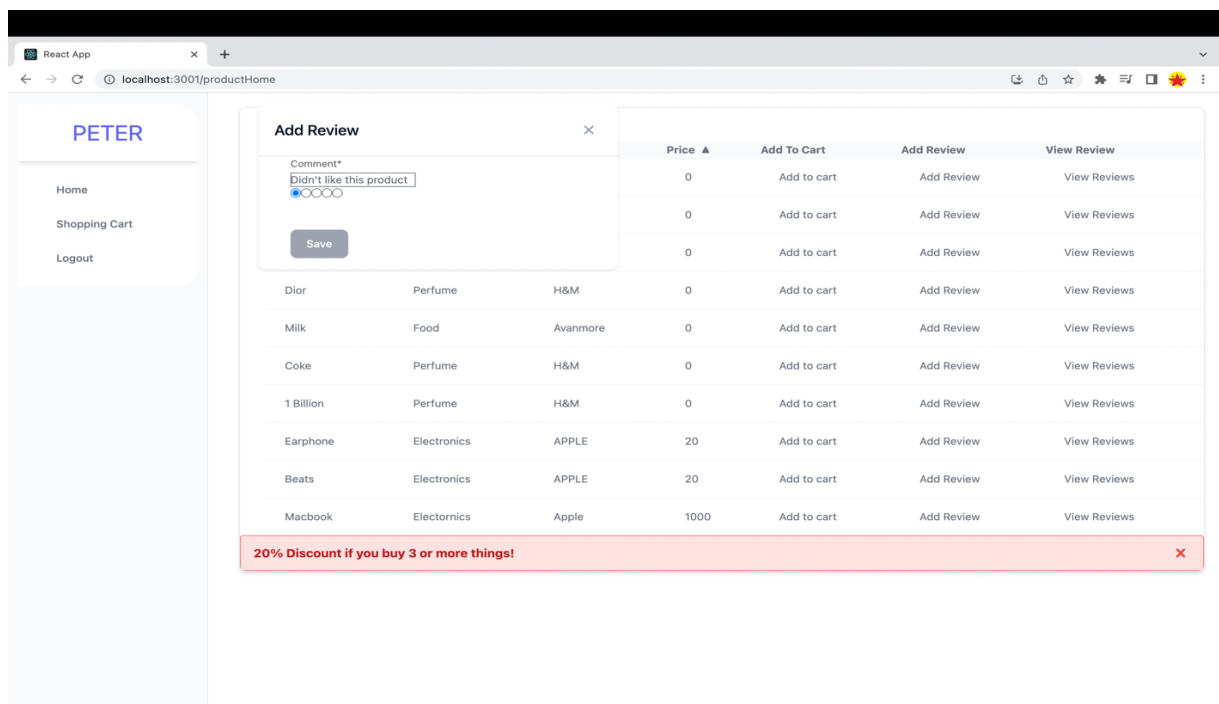 React App
localhost:3001/productHome
PETER
Home
Shopping Cart
Logout
Add Review
Comment*
Didn't like this product
Save
Price ▲ Add To Cart Add Review View Review
0 Add to cart Add Review View Reviews
0 Add to cart Add Review View Reviews
0 Add to cart Add Review View Reviews
Dior Perfume H&M 0 Add to cart Add Review View Reviews
Milk Food Avanmore 0 Add to cart Add Review View Reviews
Coke Perfume H&M 0 Add to cart Add Review View Reviews
1 Billion Perfume H&M 0 Add to cart Add Review View Reviews
Earphone Electronics APPLE 20 Add to cart Add Review View Reviews
Beats Electronics APPLE 20 Add to cart Add Review View Reviews
Macbook Electornics Apple 1000 Add to cart Add Review View Reviews
20% Discount if you buy 3 or more things!